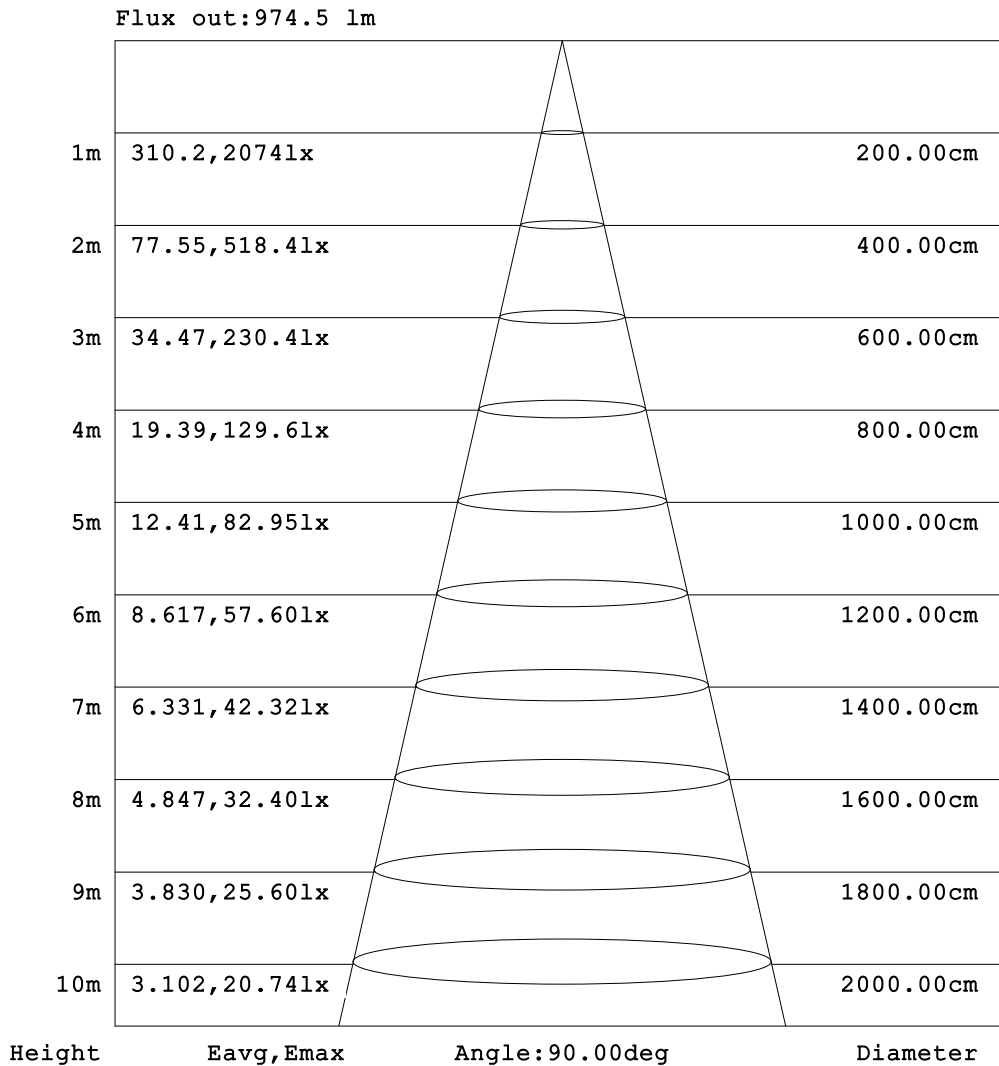 Flux out:974.5 lm
1m 310.2,2074lx 200.00cm
2m 77.55,518.4lx 400.00cm
3m 34.47,230.4lx 600.00cm
4m 19.39,129.6lx 800.00cm
5m 12.41,82.95lx 1000.00cm
6m 8.617,57.60lx 1200.00cm
7m 6.331,42.32lx 1400.00cm
8m 4.847,32.40lx 1600.00cm
9m 3.830,25.60lx 1800.00cm
10m 3.102,20.74lx 2000.00cm
Height Eavg,Emax Angle:90.00deg Diameter